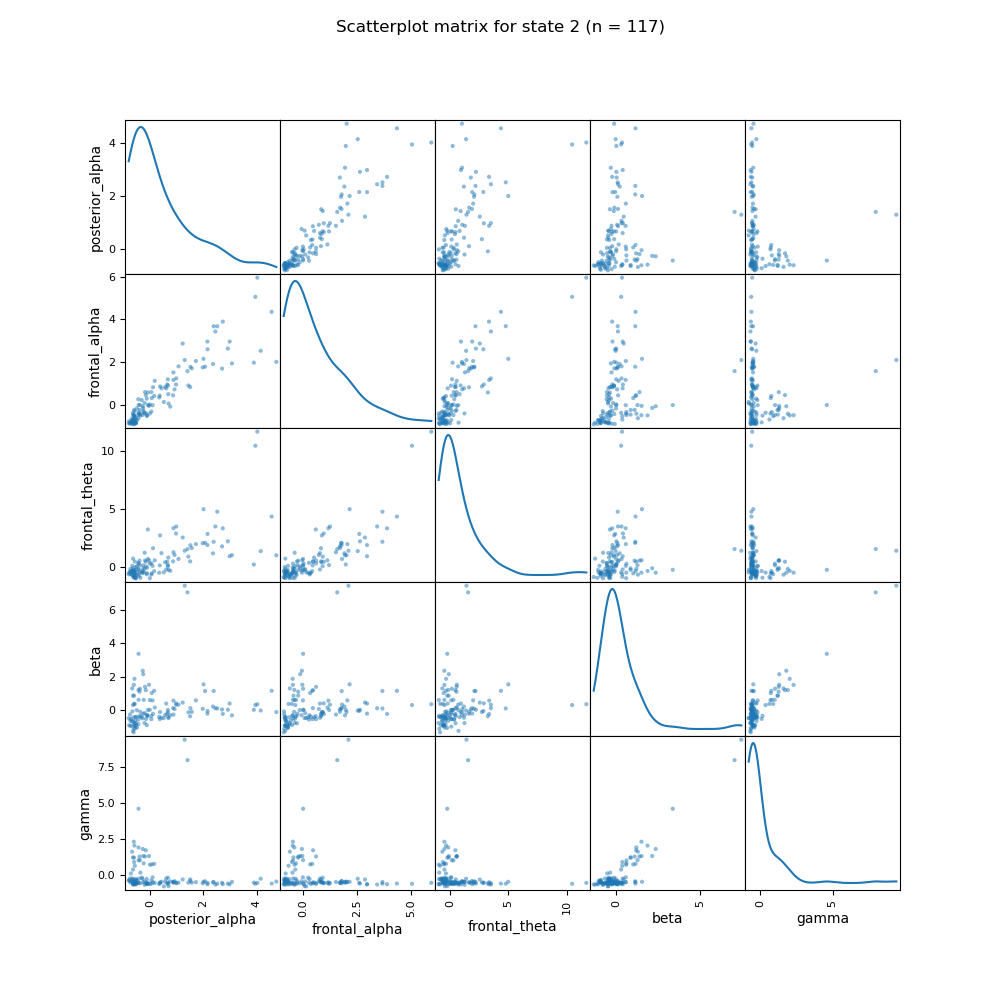 Scatterplot matrix for state 2 (n = 117)
posterior_alpha
4
2
0
frontal_alpha
6
4
2
0
frontal_theta
10
5
0
beta
6
4
2
0
gamma
7.5
5.0
2.5
0.0
0 2 4 0.0 2.5 5.0 0 5 10 0 5 0 5
posterior_alpha frontal_alpha frontal_theta beta gamma